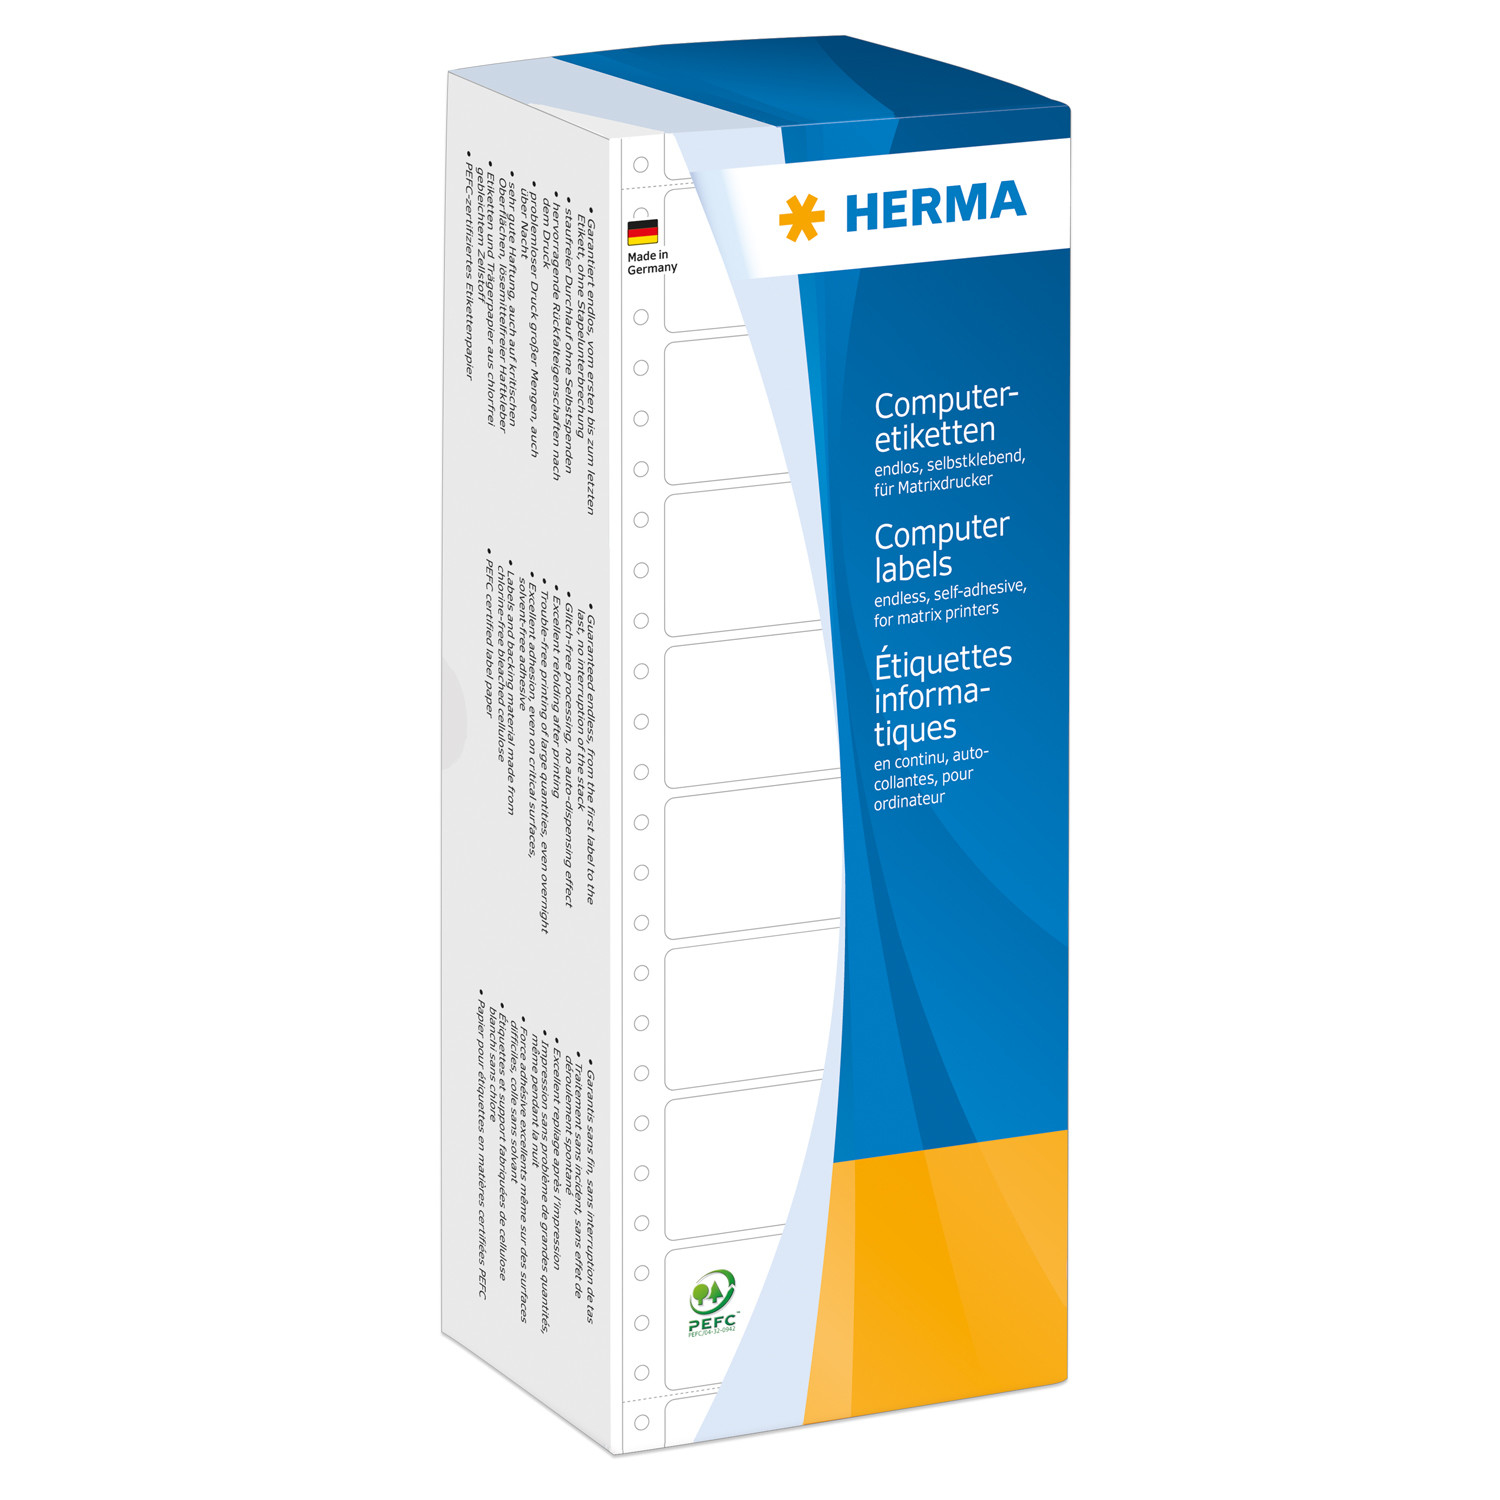 HERMA
Made in
Germany
Computer-
etiketten
endlos, selbstklebend,
für Matrixdrucker
Computer
labels
endless, self-adhesive,
for matrix printers
Étiquettes
informa-
tiques
en continu, auto-
collantes, pour
ordinateur
PEFC™
PEFC/04-32-0942
• Garantiert endlos, vom ersten bis zum letzten
Etikett, ohne Stapelunterbrechung
• staufreier Durchlauf ohne Selbstspenden
• hervorragende Rückfalteigenschaften nach
dem Druck
• problemloser Druck großer Mengen, auch
über Nacht
• sehr gute Haftung, auch auf kritischen
Oberflächen, lösemittelfreier Haftkleber
• Etiketten und Trägerpapier aus chlorfrei
gebleichtem Zellstoff
• PEFC-zertifiziertes Etikettenpapier
• Guaranteed endless, from the first label to the
last, no interruption of the stack
• Glitch-free processing, no auto-dispensing effect
• Excellent refolding after printing
• Trouble-free printing of large quantities, even overnight
• Excellent adhesion, even on critical surfaces,
solvent-free adhesive
• Labels and backing material made from
chlorine-free bleached cellulose
• PEFC certified label paper
• Garantis sans fin, sans interruption de tas
• Traitement sans incident, sans effet de
déroulement spontané
• Excellent repliage après l'impression
• Impression sans problème de grandes quantités,
même pendant la nuit
• Force adhésive excellents même sur des surfaces
difficiles, colle sans solvant
• Étiquettes et support fabriquées de cellulose
blanchi sans chlore
• Papier pour étiquettes en matières certifiées PEFC